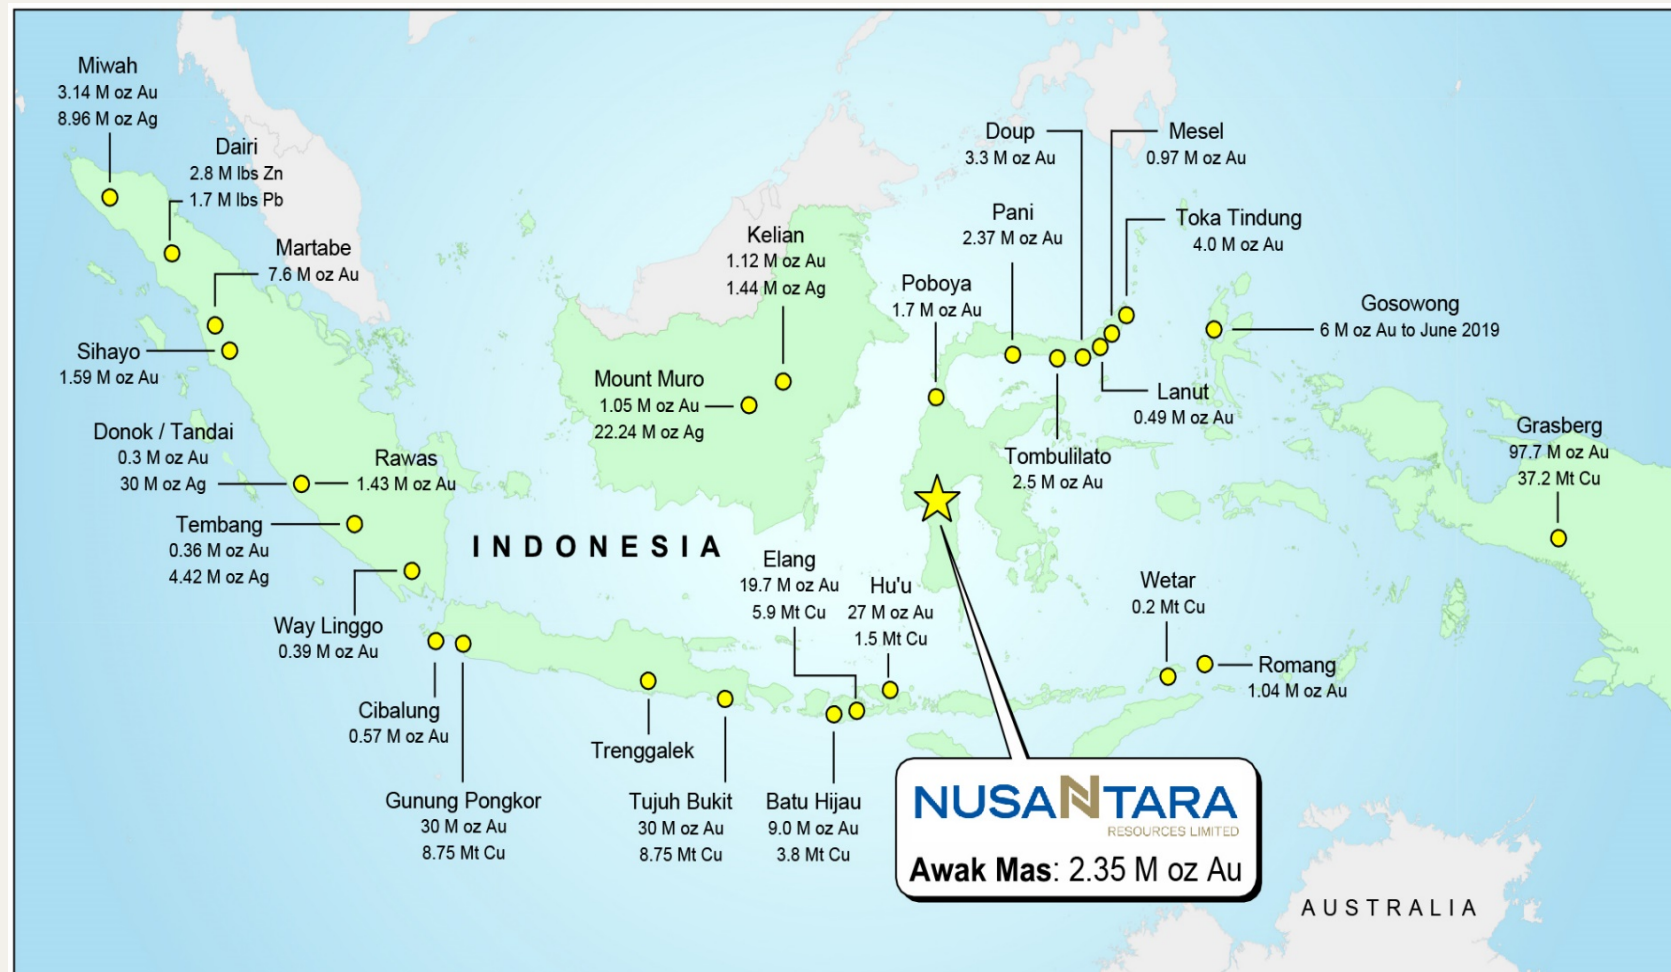 Miwah
3.14 M oz Au
8.96 M oz Ag
Dairi
2.8 M lbs Zn
1.7 M lbs Pb
Martabe
7.6 M oz Au
Sihayo
1.59 M oz Au
Donok / Tandai
0.3 M oz Au
30 M oz Ag
Rawas
1.43 M oz Au
Tembang
0.36 M oz Au
4.42 M oz Ag
Way Linggo
0.39 M oz Au
Cibalung
0.57 M oz Au
Gunung Pongkor
30 M oz Au
8.75 Mt Cu
Kelian
1.12 M oz Au
1.44 M oz Ag
Mount Muro
1.05 M oz Au
22.24 M oz Ag
INDONESIA
Trenggalek
Tujuh Bukit
30 M oz Au
8.75 Mt Cu
Batu Hijau
9.0 M oz Au
3.8 Mt Cu
Elang
19.7 M oz Au
5.9 Mt Cu
Hu'u
27 M oz Au
1.5 Mt Cu
Poboya
1.7 M oz Au
Pani
2.37 M oz Au
Doup
3.3 M oz Au
Mesel
0.97 M oz Au
Toka Tindung
4.0 M oz Au
Gosowong
6 M oz Au to June 2019
Lanut
0.49 M oz Au
Tombulilato
2.5 M oz Au
Grasberg
97.7 M oz Au
37.2 Mt Cu
Wetar
0.2 Mt Cu
Romang
1.04 M oz Au
NUSANTARA
RESOURCES LIMITED
Awak Mas: 2.35 M oz Au
AUSTRALIA